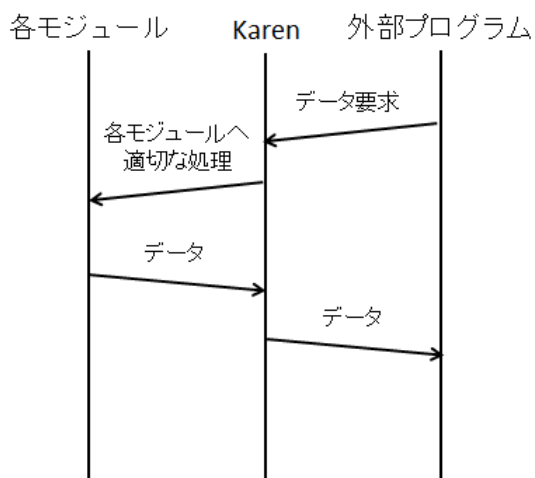 各モジュール
Karen
外部プログラム
データ要求
各モジュールへ
適切な処理
データ
データ